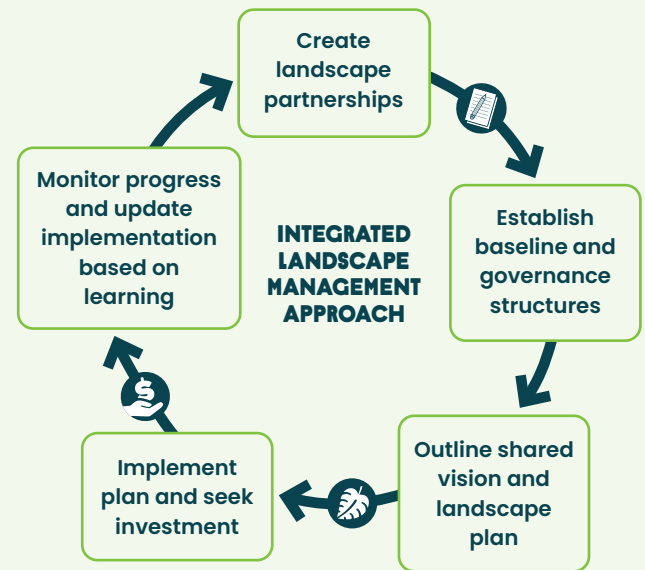 Create
landscape
partnerships
Establish
baseline and
governance
structures
Outline shared
vision and
landscape
plan
Implement
plan and seek
investment
Monitor progress
and update
implementation
based on
learning
INTEGRATED
LANDSCAPE
MANAGEMENT
APPROACH
$